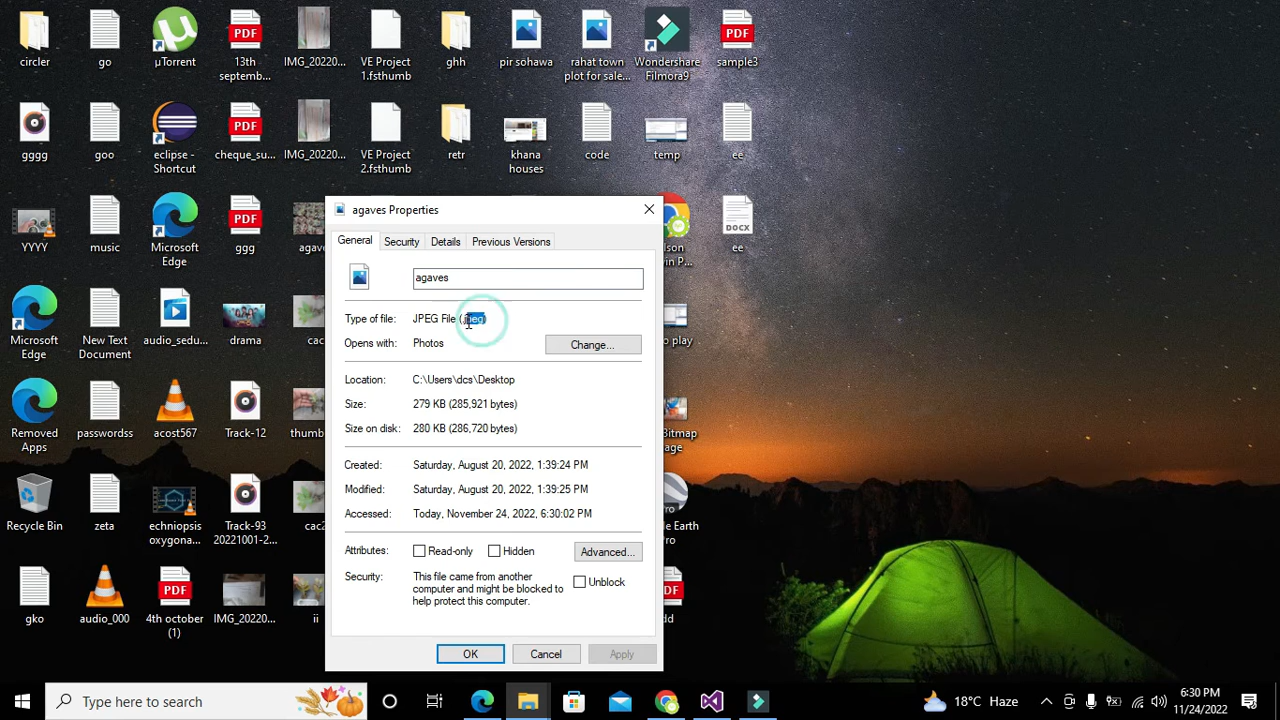 circler
go
µTorrent
13th
septemb...
IMG_20220...
VE Project
1.fsthumb
ghh
pir sohawa
rahat town
plot for sale...
Wondershare
Filmora9
sample3
gggg
goo
eclipse -
Shortcut
cheque_su...
IMG_20220...
VE Project
2.fsthumb
retr
khana
houses
code
temp
ee
YYYY
music
Microsoft
Edge
ggg
ee
Microsoft
Edge
New Text
Document
audio_sedu...
drama
Removed
Apps
passwordss
acost567
Track-12
Recycle Bin
zeta
echniopsis
oxygona...
Track-93
20221001-2...
gko
audio_000
4th october
(1)
IMG_20220...
ii
PDF
PDF
PDF
PDF
PDF
DOCX
agaves Properties
General
Security
Details
Previous Versions
agaves
Type of file: JPEG File (.jpeg)
Opens with: Photos
Change...
Location: C:\Users\dcs\Desktop
Size: 279 KB (285,921 bytes)
Size on disk: 280 KB (286,720 bytes)
Created: Saturday, August 20, 2022, 1:39:24 PM
Modified: Saturday, August 20, 2022, 1:39:25 PM
Accessed: Today, November 24, 2022, 6:30:02 PM
Attributes: Read-only Hidden
Advanced...
Security: This file came from another
computer and might be blocked to
help protect this computer.
Unblock
OK
Cancel
Apply
Type here to search
18°C Haze
6:30 PM
11/24/2022